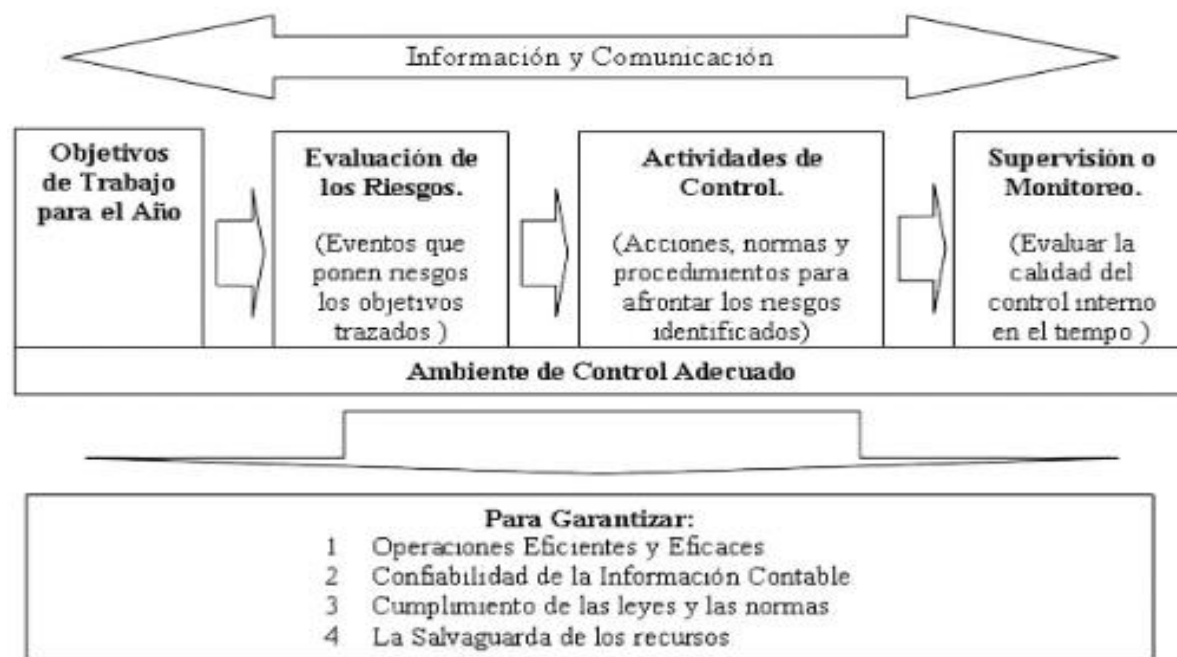 Información y Comunicación
Objetivos
de Trabajo
para el Año
Evaluación de
los Riesgos.
(Eventos que
ponen riesgos
los objetivos
trazados )
Actividades de
Control.
(Acciones, normas y
procedimientos para
afrontar los riesgos
identificados)
Supervisión o
Monitoreo.
(Evaluar la
calidad del
control interno
en el tiempo )
Ambiente de Control Adecuado
Para Garantizar:
1 Operaciones Eficientes y Eficaces
2 Confiabilidad de la Información Contable
3 Cumplimento de las leyes y las normas
4 La Salvaguarda de los recursos